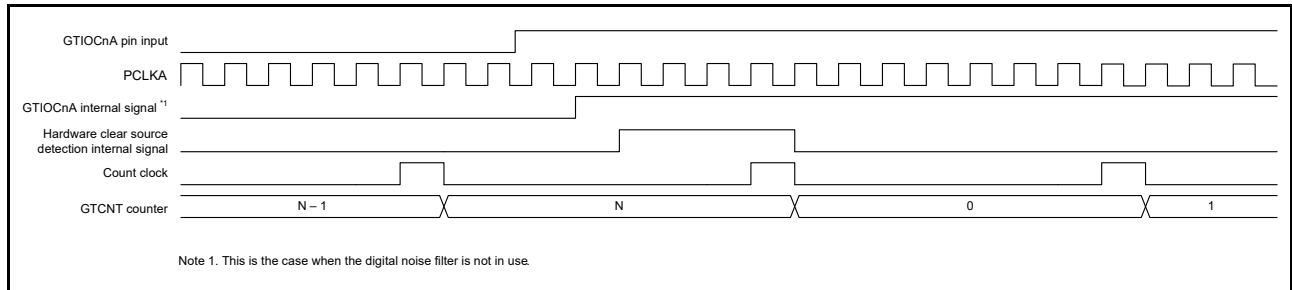 GTIOCnA pin input
PCLKA
GTIOCnA internal signal *1
Hardware clear source
detection internal signal
Count clock
GTCNT counter
N – 1
N
0
1
Note 1. This is the case when the digital noise filter is not in use.